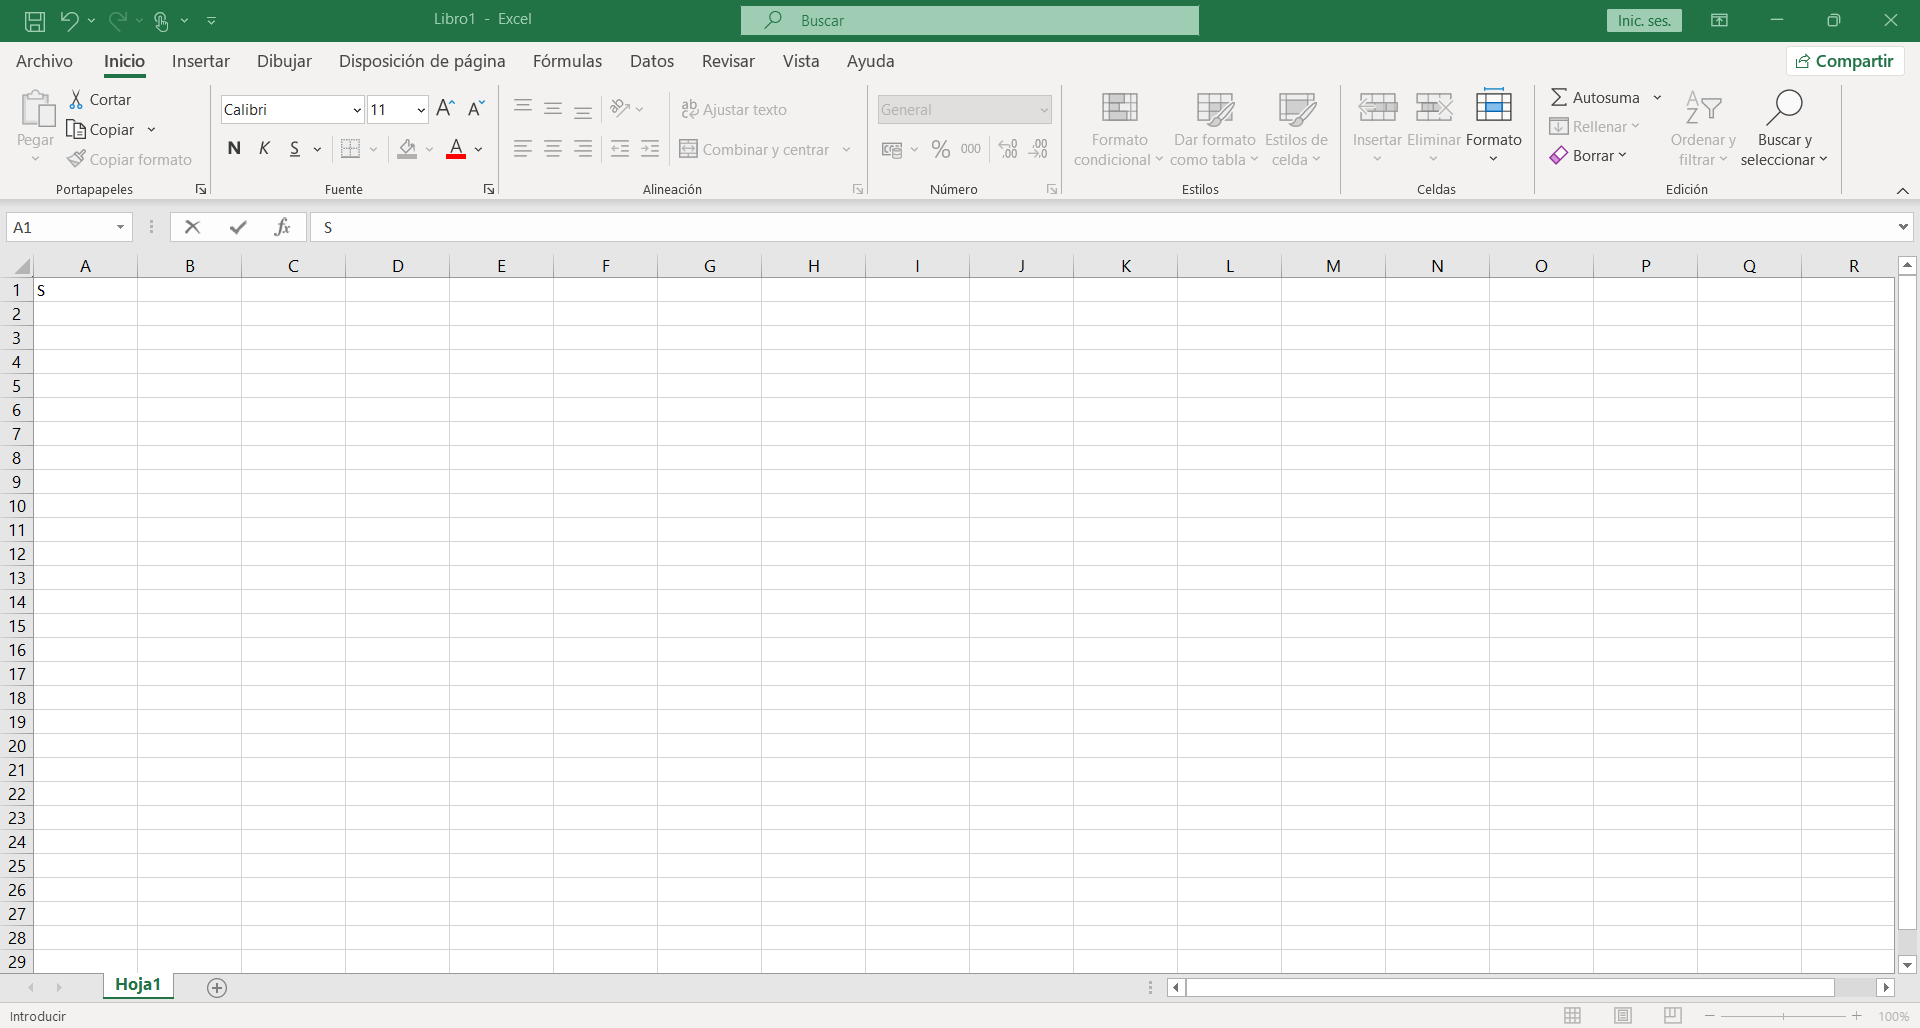 Libro1 - Excel
Buscar
Inic. ses.
Archivo Inicio Insertar Dibujar Disposición de página Fórmulas Datos Revisar Vista Ayuda
Compartir
Pegar
Cortar
Copiar
Copiar formato
Portapapeles
Calibri 11
N K S A
Fuente
Ajustar texto
Combinar y centrar
Alineación
General
% 000
Número
Formato condicional
Dar formato como tabla
Estilos de celda
Estilos
Insertar
Eliminar
Formato
Celdas
Autosuma
Rellenar
Borrar
Ordenar y filtrar
Buscar y seleccionar
Edición
A1
fx
S
A B C D E F G H I J K L M N O P Q R
1 S
2
3
4
5
6
7
8
9
10
11
12
13
14
15
16
17
18
19
20
21
22
23
24
25
26
27
28
29
Hoja1
Introducir
100%